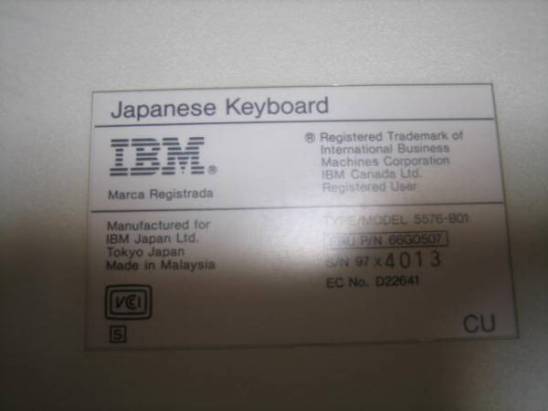 Japanese Keyboard
IBM®
Marca Registrada
® Registered Trademark of
International Business
Machines Corporation
IBM Canada Ltd.
Registered User
Manufactured for
IBM Japan Ltd.
Tokyo Japan
Made in Malaysia
VCI
S
TYPE/MODEL 5576-B01
FRU P/N 66G0507
S/N 97 x 4013
EC No. D22641
CU